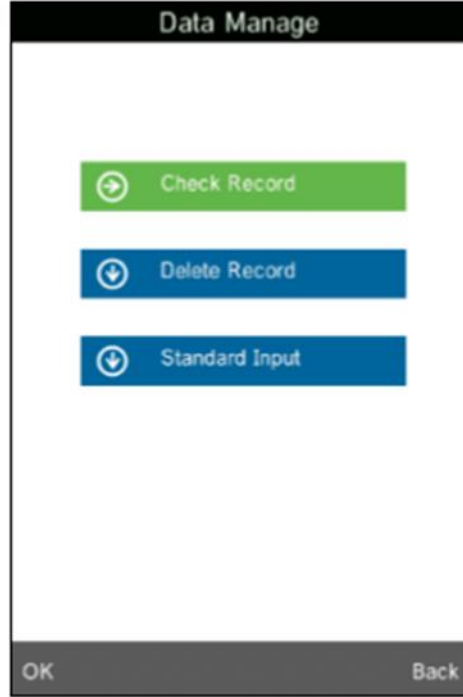 Data Manage
Check Record
Delete Record
Standard Input
OK Back